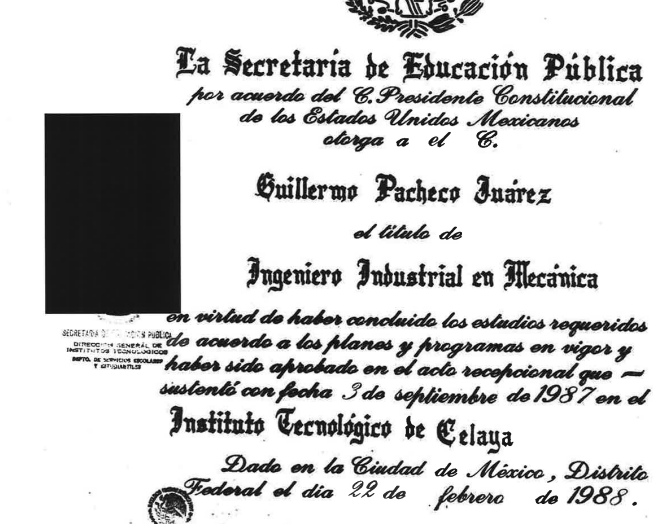 La Secretaría de Educación Pública
por acuerdo del C. Presidente Constitucional
de los Estados Unidos Mexicanos
otorga a el C.
Guillermo Pacheco Juárez
el título de
Ingeniero Industrial en Mecánica
en virtud de haber concluido los estudios requeridos
de acuerdo a los planes y programas en vigor y
haber sido aprobado en el acto recepcional que —
sustentó con fecha 3 de septiembre de 1987 en el
Instituto Tecnológico de Celaya
Dado en la Ciudad de México, Distrito
Federal el día 22 de febrero de 1988.
SECRETARIA DE EDUCACION PUBLICA
DIRECCION GENERAL DE
INSTITUTOS TECNOLOGICOS
DEPTO. DE SERVICIOS ESCOLARES
Y ESTUDIANTILES